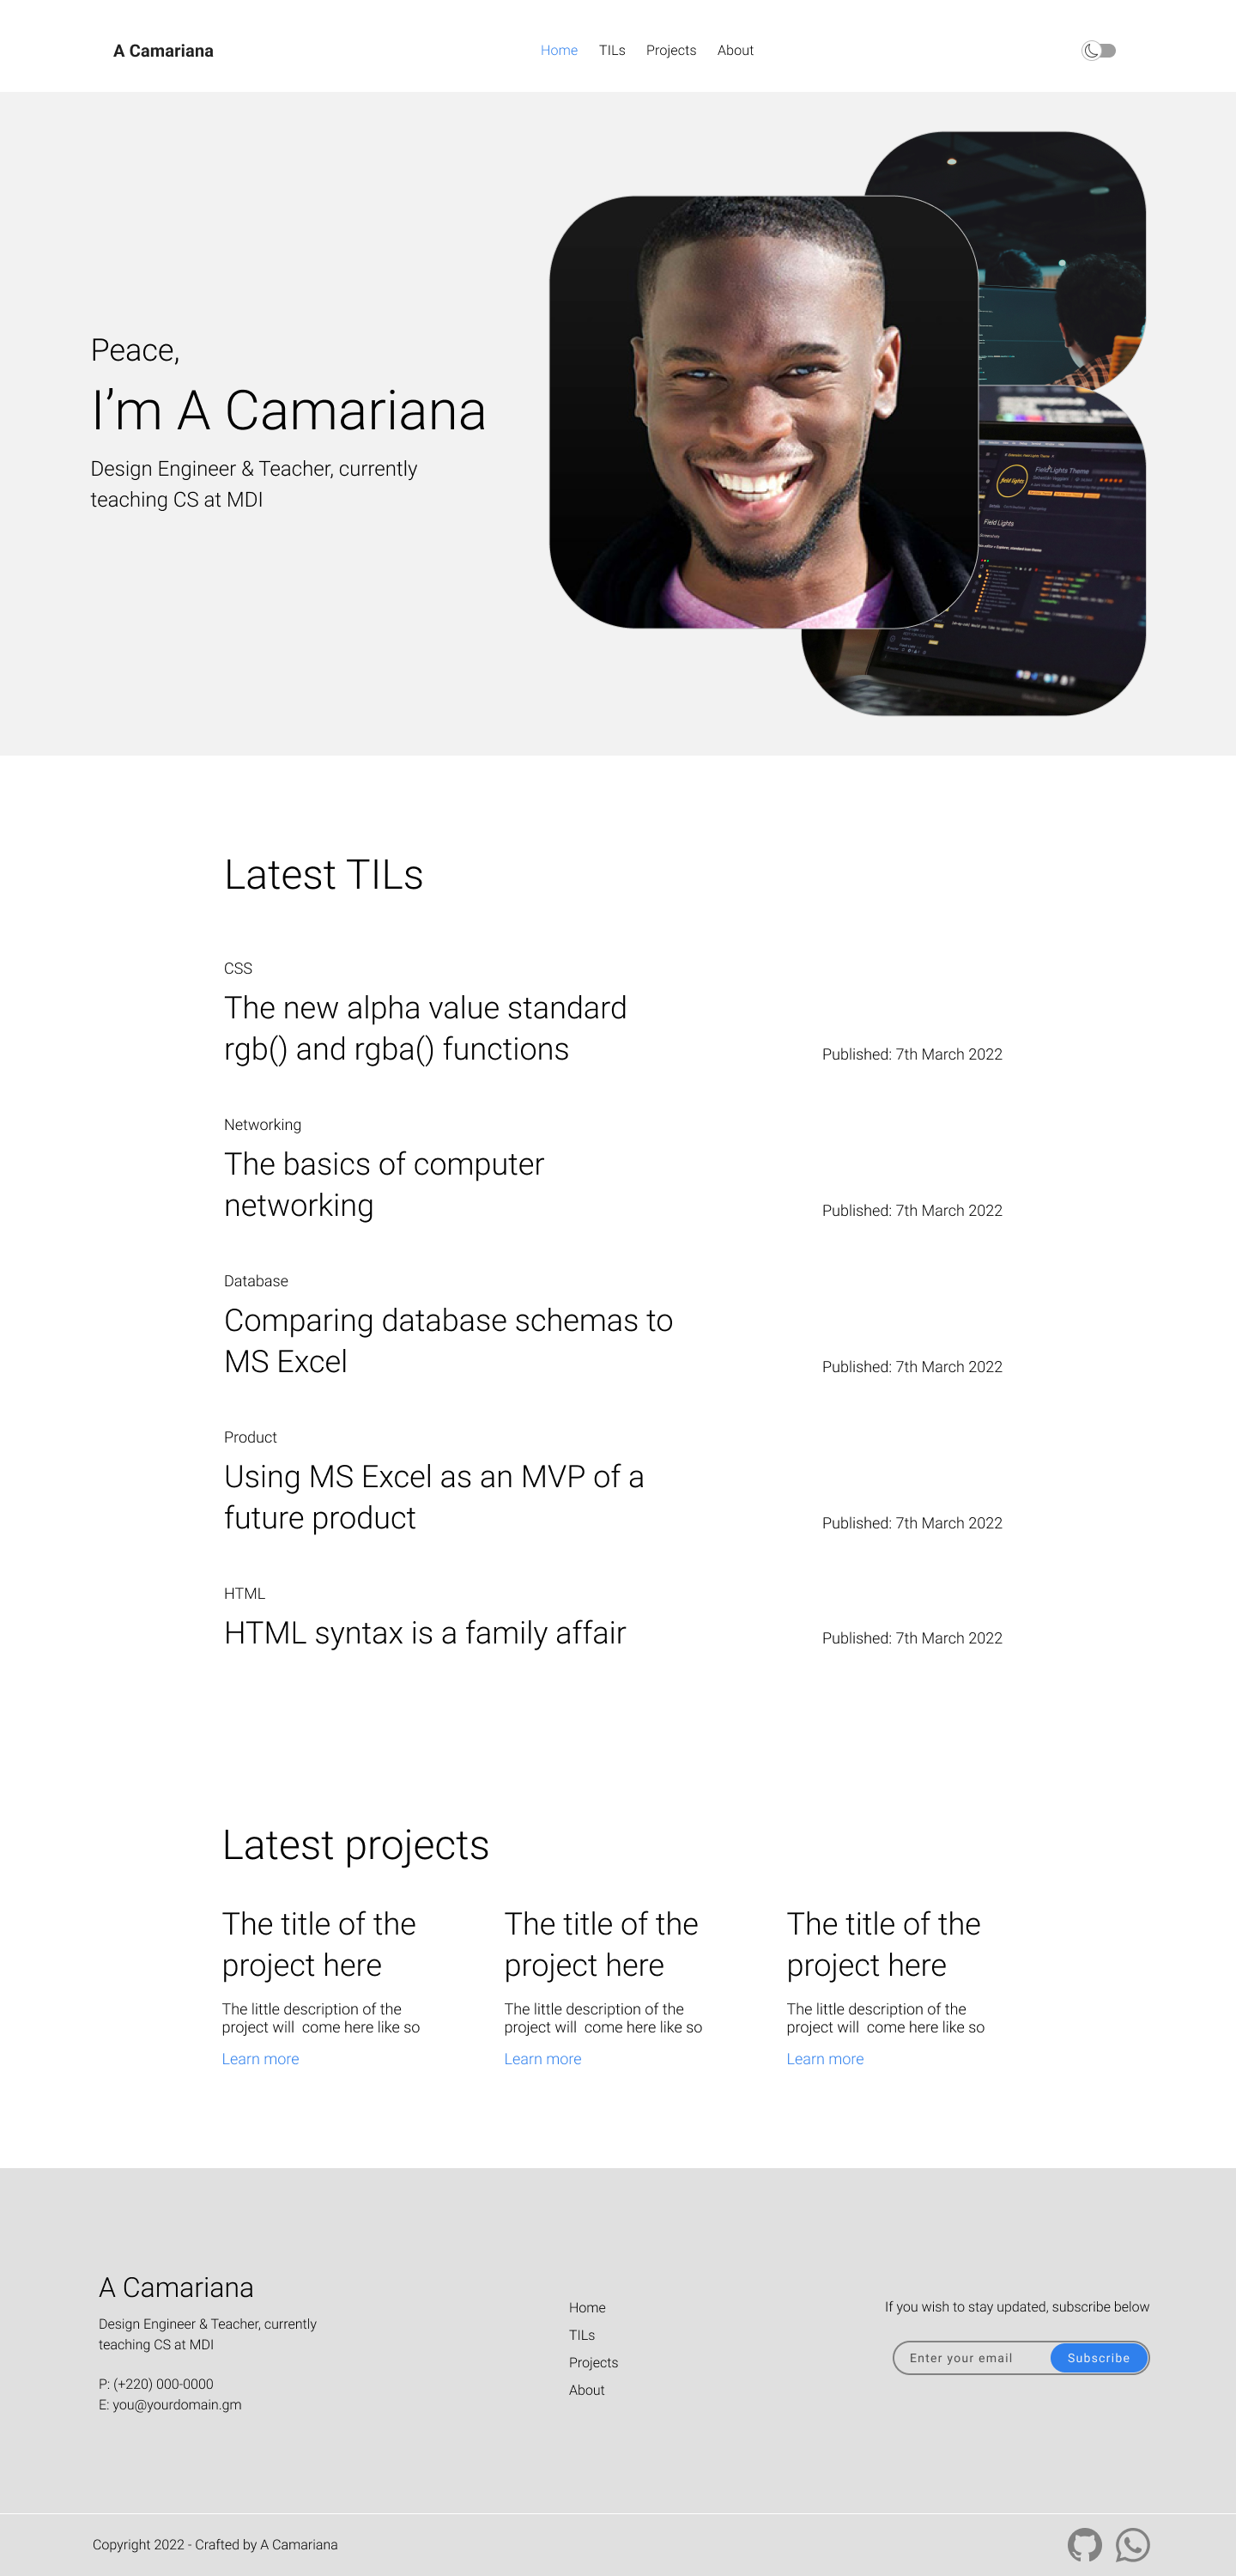 A Camariana
Home TILs Projects About
Peace,
I’m A Camariana
Design Engineer & Teacher, currently
teaching CS at MDI
Field Lights Theme
field lights
Field Lights
Latest TILs
CSS
The new alpha value standard
rgb() and rgba() functions
Published: 7th March 2022
Networking
The basics of computer
networking
Published: 7th March 2022
Database
Comparing database schemas to
MS Excel
Published: 7th March 2022
Product
Using MS Excel as an MVP of a
future product
Published: 7th March 2022
HTML
HTML syntax is a family affair
Published: 7th March 2022
Latest projects
The title of the
project here
The little description of the
project will  come here like so
Learn more
The title of the
project here
The little description of the
project will  come here like so
Learn more
The title of the
project here
The little description of the
project will  come here like so
Learn more
A Camariana
Design Engineer & Teacher, currently
teaching CS at MDI
P: (+220) 000-0000
E: you@yourdomain.gm
Home
TILs
Projects
About
If you wish to stay updated, subscribe below
Enter your email
Subscribe
Copyright 2022 - Crafted by A Camariana